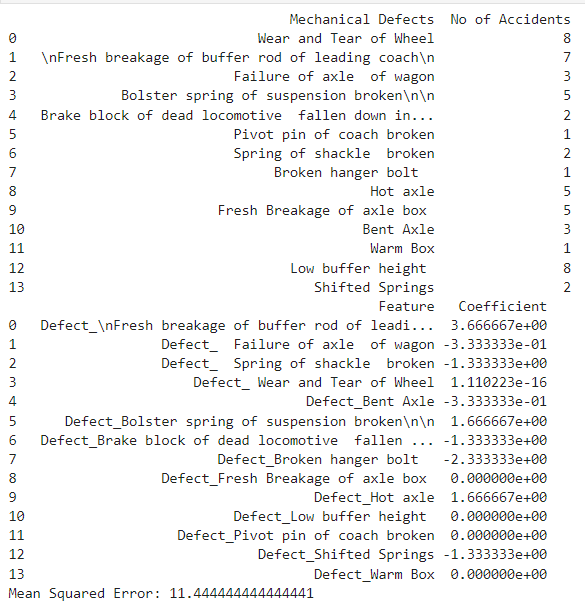 Mechanical Defects No of Accidents
0 Wear and Tear of Wheel 8
1 \nFresh breakage of buffer rod of leading coach\n 7
2 Failure of axle  of wagon 3
3 Bolster spring of suspension broken\n\n 5
4 Brake block of dead locomotive  fallen down in... 2
5 Pivot pin of coach broken 1
6 Spring of shackle  broken 2
7 Broken hanger bolt 1
8 Hot axle 5
9 Fresh Breakage of axle box 5
10 Bent Axle 3
11 Warm Box 1
12 Low buffer height 8
13 Shifted Springs 2
Feature Coefficient
0 Defect_\nFresh breakage of buffer rod of leadi... 3.666667e+00
1 Defect_  Failure of axle  of wagon -3.333333e-01
2 Defect_  Spring of shackle  broken -1.333333e+00
3 Defect_ Wear and Tear of Wheel 1.110223e-16
4 Defect_Bent Axle -3.333333e-01
5 Defect_Bolster spring of suspension broken\n\n 1.666667e+00
6 Defect_Brake block of dead locomotive  fallen ... -1.333333e+00
7 Defect_Broken hanger bolt -2.333333e+00
8 Defect_Fresh Breakage of axle box 0.000000e+00
9 Defect_Hot axle 1.666667e+00
10 Defect_Low buffer height 0.000000e+00
11 Defect_Pivot pin of coach broken 0.000000e+00
12 Defect_Shifted Springs -1.333333e+00
13 Defect_Warm Box 0.000000e+00
Mean Squared Error: 11.444444444444441